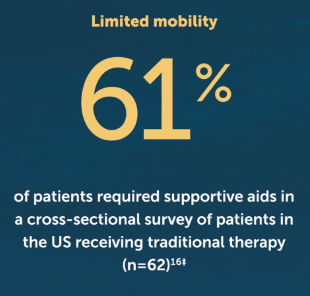 Limited mobility
61%
of patients required supportive aids in
a cross-sectional survey of patients in
the US receiving traditional therapy
(n=62)16‡